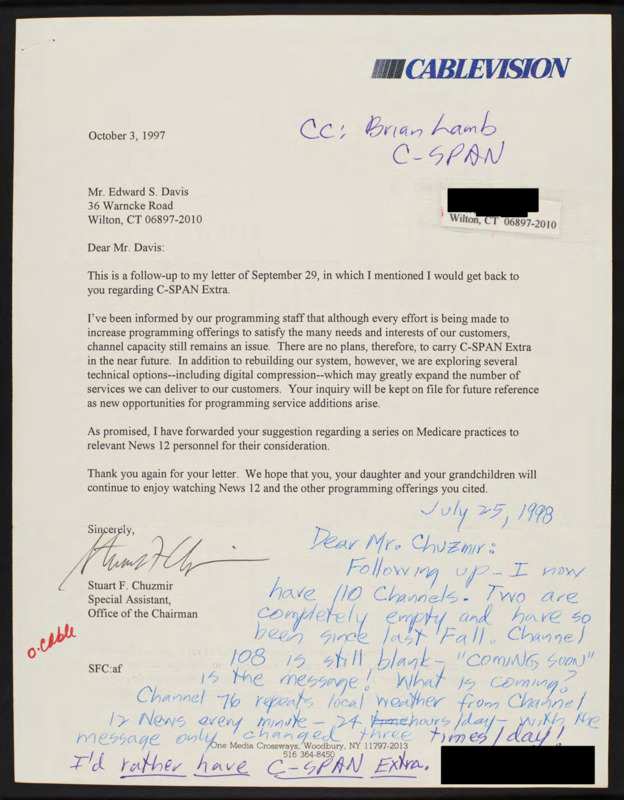 CABLEVISION
October 3, 1997
CC: Brian Lamb
C-SPAN
Mr. Edward S. Davis
36 Warncke Road
Wilton, CT 06897-2010
Wilton, CT 06897-2010
Dear Mr. Davis:
This is a follow-up to my letter of September 29, in which I mentioned I would get back to
you regarding C-SPAN Extra.
I've been informed by our programming staff that although every effort is being made to
increase programming offerings to satisfy the many needs and interests of our customers,
channel capacity still remains an issue. There are no plans, therefore, to carry C-SPAN Extra
in the near future. In addition to rebuilding our system, however, we are exploring several
technical options--including digital compression--which may greatly expand the number of
services we can deliver to our customers. Your inquiry will be kept on file for future reference
as new opportunities for programming service additions arise.
As promised, I have forwarded your suggestion regarding a series on Medicare practices to
relevant News 12 personnel for their consideration.
Thank you again for your letter. We hope that you, your daughter and your grandchildren will
continue to enjoy watching News 12 and the other programming offerings you cited.
July 25, 1998
Sincerely,
Stuart F. Chuzmir
Special Assistant,
Office of the Chairman
O-Cable
SFC:af
Dear Mr. Chuzmir:
Following up - I now
have 110 Channels. Two are
completely empty and have so
been since last Fall. Channel
108 is still blank - "COMING SOON"
is the message! What is coming?
Channel 76 repeats local weather from Channel
12 News every minute - 24 hours/day - with the
message only changed three times/day!
One Media Crossways, Woodbury, NY 11797-2013
516 364-8450
I'd rather have C-SPAN Extra.